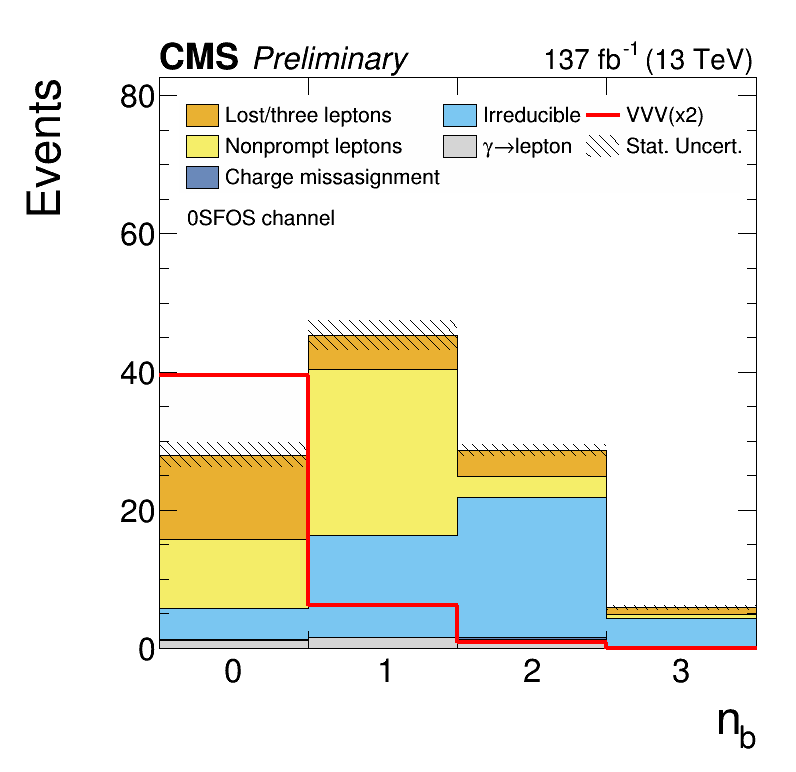 CMS Preliminary 137 fb-1 (13 TeV)
Events
80
60
40
20
0
Lost/three leptons
Irreducible
VVV(x2)
Nonprompt leptons
γ→lepton
Stat. Uncert.
Charge missasignment
0SFOS channel
0 1 2 3
nb